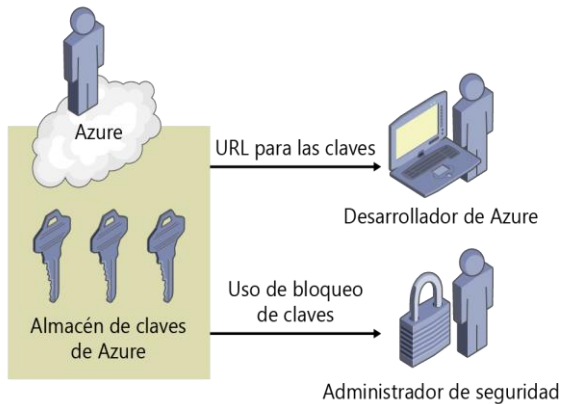 Azure
URL para las claves
Desarrollador de Azure
Almacén de claves
de Azure
Uso de bloqueo
de claves
Administrador de seguridad